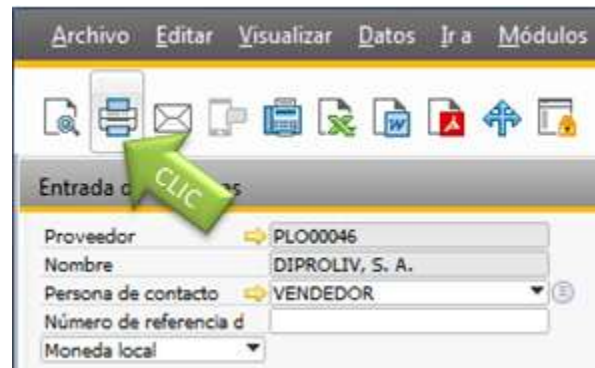 Archivo Editar Visualizar Datos Ir a Módulos
CLIC
Entrada
Proveedor PLO00046
Nombre DIPROLIV, S. A.
Persona de contacto VENDEDOR
Número de referencia d
Moneda local